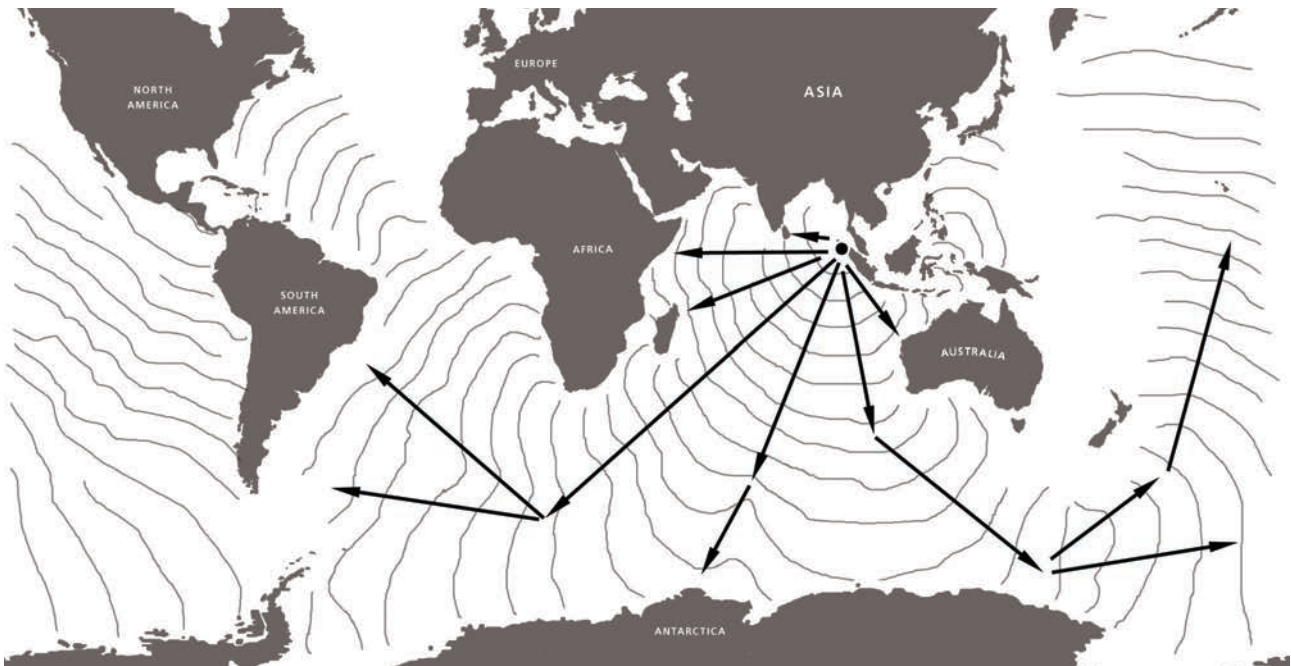 EUROPE
NORTH
AMERICA
ASIA
AFRICA
SOUTH
AMERICA
AUSTRALIA
ANTARCTICA